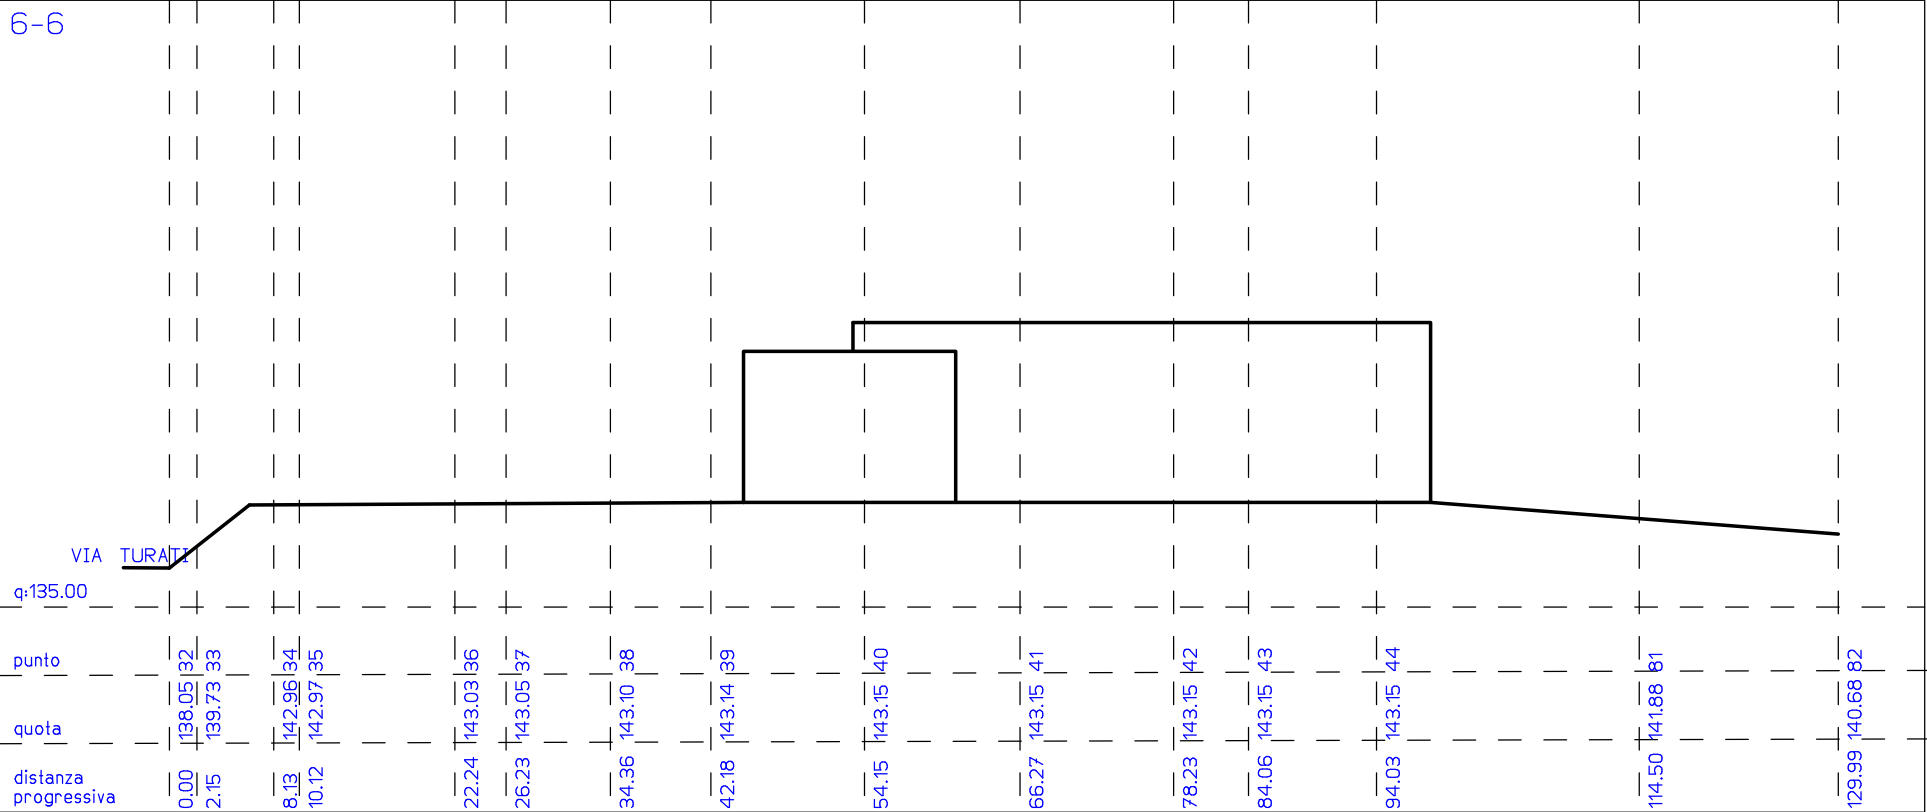 6-6
VIA TURATI
q:135.00
punto 32 33 34 35 36 37 38 39 40 41 42 43 44 81 82
quota 138.05 139.73 142.96 142.97 143.03 143.05 143.10 143.14 143.15 143.15 143.15 143.15 143.15 141.88 140.68
distanza
progressiva 0.00 2.15 8.13 10.12 22.24 26.23 34.36 42.18 54.15 66.27 78.23 84.06 94.03 114.50 129.99